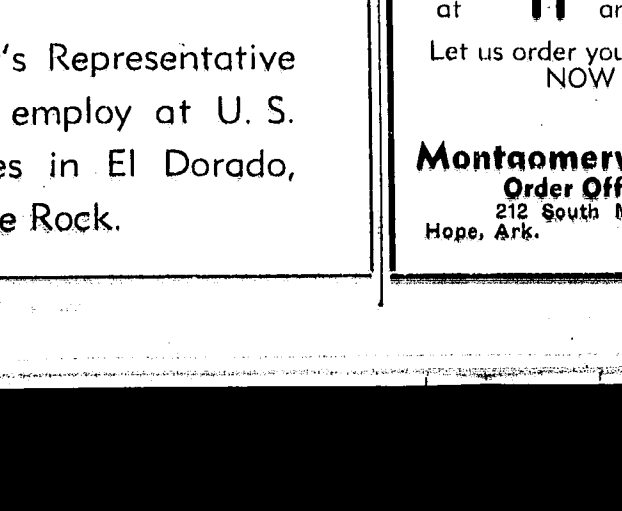 's Representative
employ at U. S.
es in El Dorado,
e Rock.
at
Let us order you
NOW
Montgomery
Order Off
212 South M
Hope, Ark.